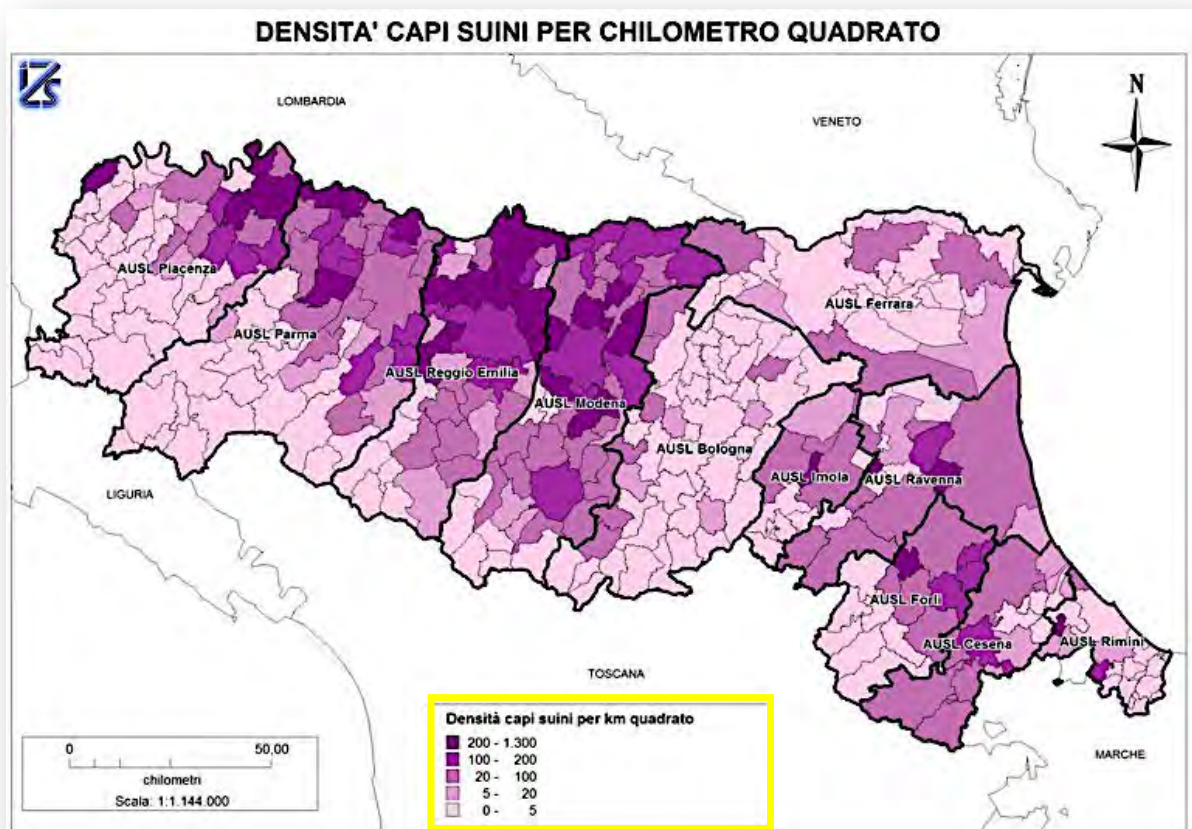 DENSITA' CAPI SUINI PER CHILOMETRO QUADRATO
IZS
N
LOMBARDIA
VENETO
AUSL Piacenza
AUSL Ferrara
AUSL Parma
AUSL Reggio Emilia
AUSL Modena
AUSL Bologna
AUSL Imola
AUSL Ravenna
LIGURIA
AUSL Forlì
AUSL Cesena
AUSL Rimini
TOSCANA
MARCHE
Densità capi suini per km quadrato
200 - 1.300
100 - 200
20 - 100
5 - 20
0 - 5
0 50,00
chilometri
Scala: 1:1.144.000